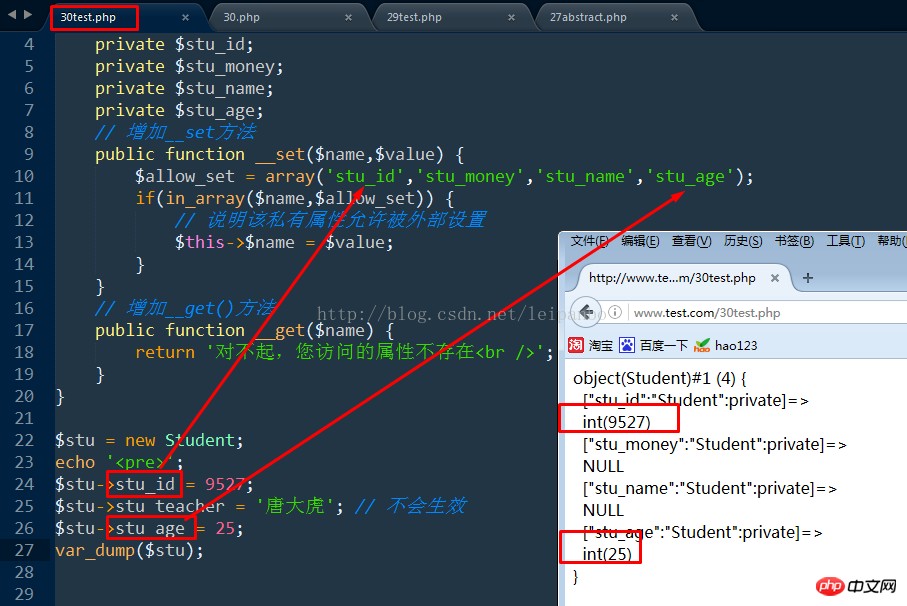 30test.php
30.php
29test.php
27abstract.php
4 private $stu_id;
5 private $stu_money;
6 private $stu_name;
7 private $stu_age;
8 // 增加__set方法
9 public function __set($name,$value) {
10 $allow_set = array('stu_id','stu_money','stu_name','stu_age');
11 if(in_array($name,$allow_set)) {
12 // 说明该私有属性允许被外部设置
13 $this->$name = $value;
14 }
15 }
16 // 增加__get()方法
17 public function __get($name) {
18 return '对不起，您访问的属性不存在<br />';
19 }
20 }
21
22 $stu = new Student;
23 echo '<pre>';
24 $stu->stu_id = 9527;
25 $stu->stu_teacher = '唐大虎'; // 不会生效
26 $stu->stu_age = 25;
27 var_dump($stu);
28
29
http://blog.csdn.net/
文件(F) 编辑(E) 查看(V) 历史(S) 书签(B) 工具(T) 帮助(
http://www.te...m/30test.php
www.test.com/30test.php
淘 淘宝 百度一下 hao123
object(Student)#1 (4) {
["stu_id":"Student":private]=>
int(9527)
["stu_money":"Student":private]=>
NULL
["stu_name":"Student":private]=>
NULL
["stu_age":"Student":private]=>
int(25)
}
php 中文网